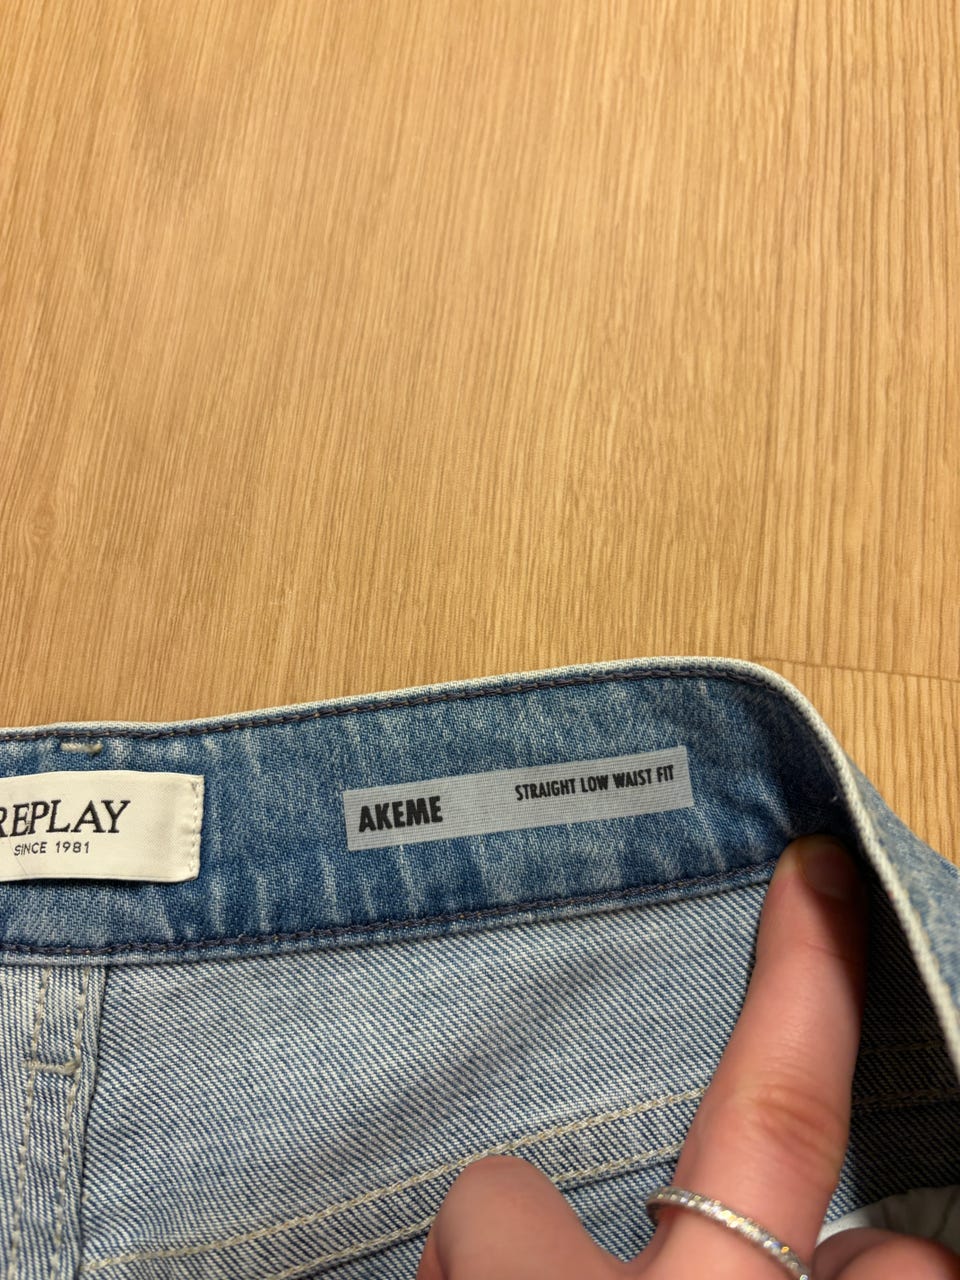 REPLAY
SINCE 1981
AKEME
STRAIGHT LOW WAIST FIT